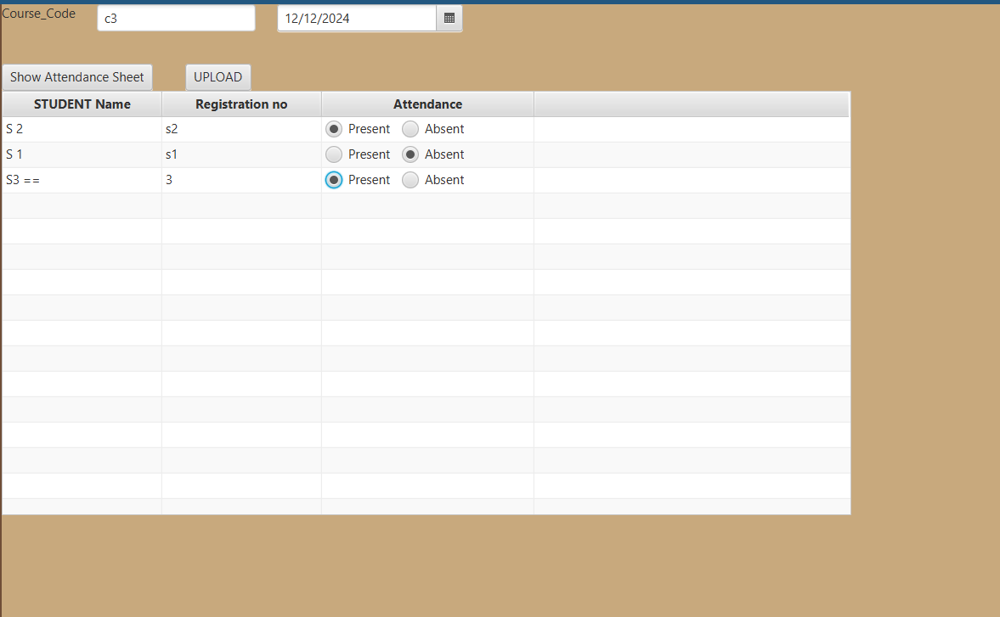 Course_Code c3 12/12/2024
Show Attendance Sheet UPLOAD
STUDENT Name Registration no Attendance
S 2 s2 Present Absent
S 1 s1 Present Absent
S3 == 3 Present Absent